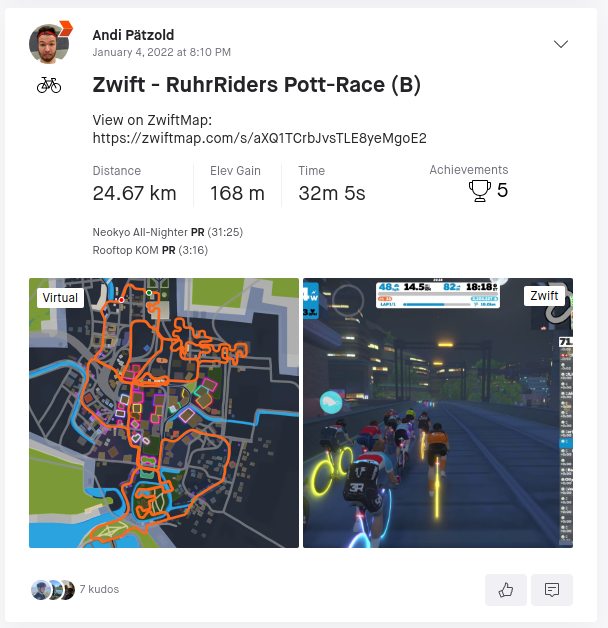 Andi Pätzold
January 4, 2022 at 8:10 PM
Zwift - RuhrRiders Pott-Race (B)
View on ZwiftMap:
https://zwiftmap.com/s/aXQ1TCrbJvsTLE8yeMgoE2
Distance
Elev Gain
Time
Achievements
24.67 km
168 m
32m 5s
5
Neokyo All-Nighter PR (31:25)
Rooftop KOM PR (3:16)
Virtual
Zwift
48
14.5
82
18:18
3R
7 kudos